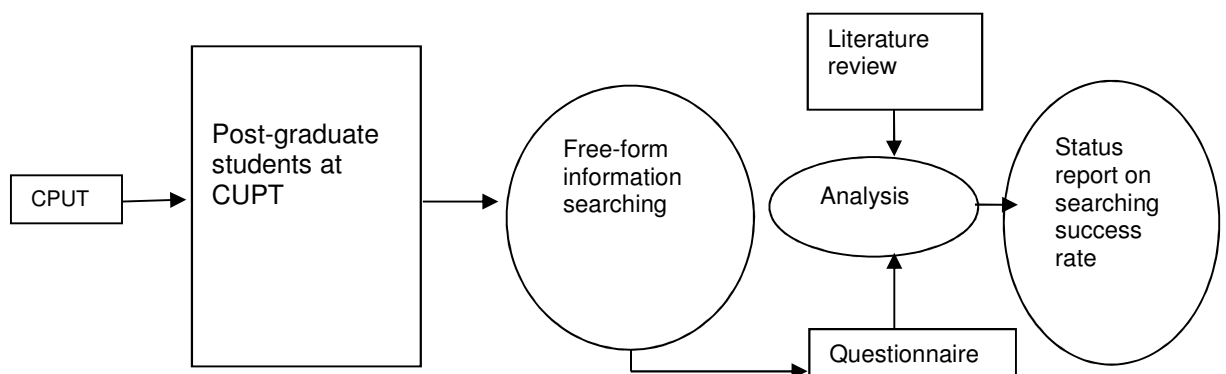 CPUT
Post-graduate
students at
CUPT
Free-form
information
searching
Literature
review
Analysis
Questionnaire
Status
report on
searching
success
rate